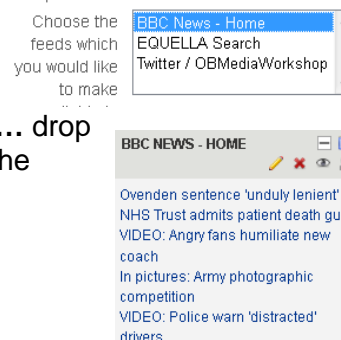 Choose the
feeds which
you would like
to make
BBC News - Home
EQUELLA Search
Twitter / OBMediaWorkshop
... drop
he
BBC NEWS - HOME
Ovenden sentence 'unduly lenient'
NHS Trust admits patient death gu
VIDEO: Angry fans humiliate new
coach
In pictures: Army photographic
competition
VIDEO: Police warn 'distracted'
drivers